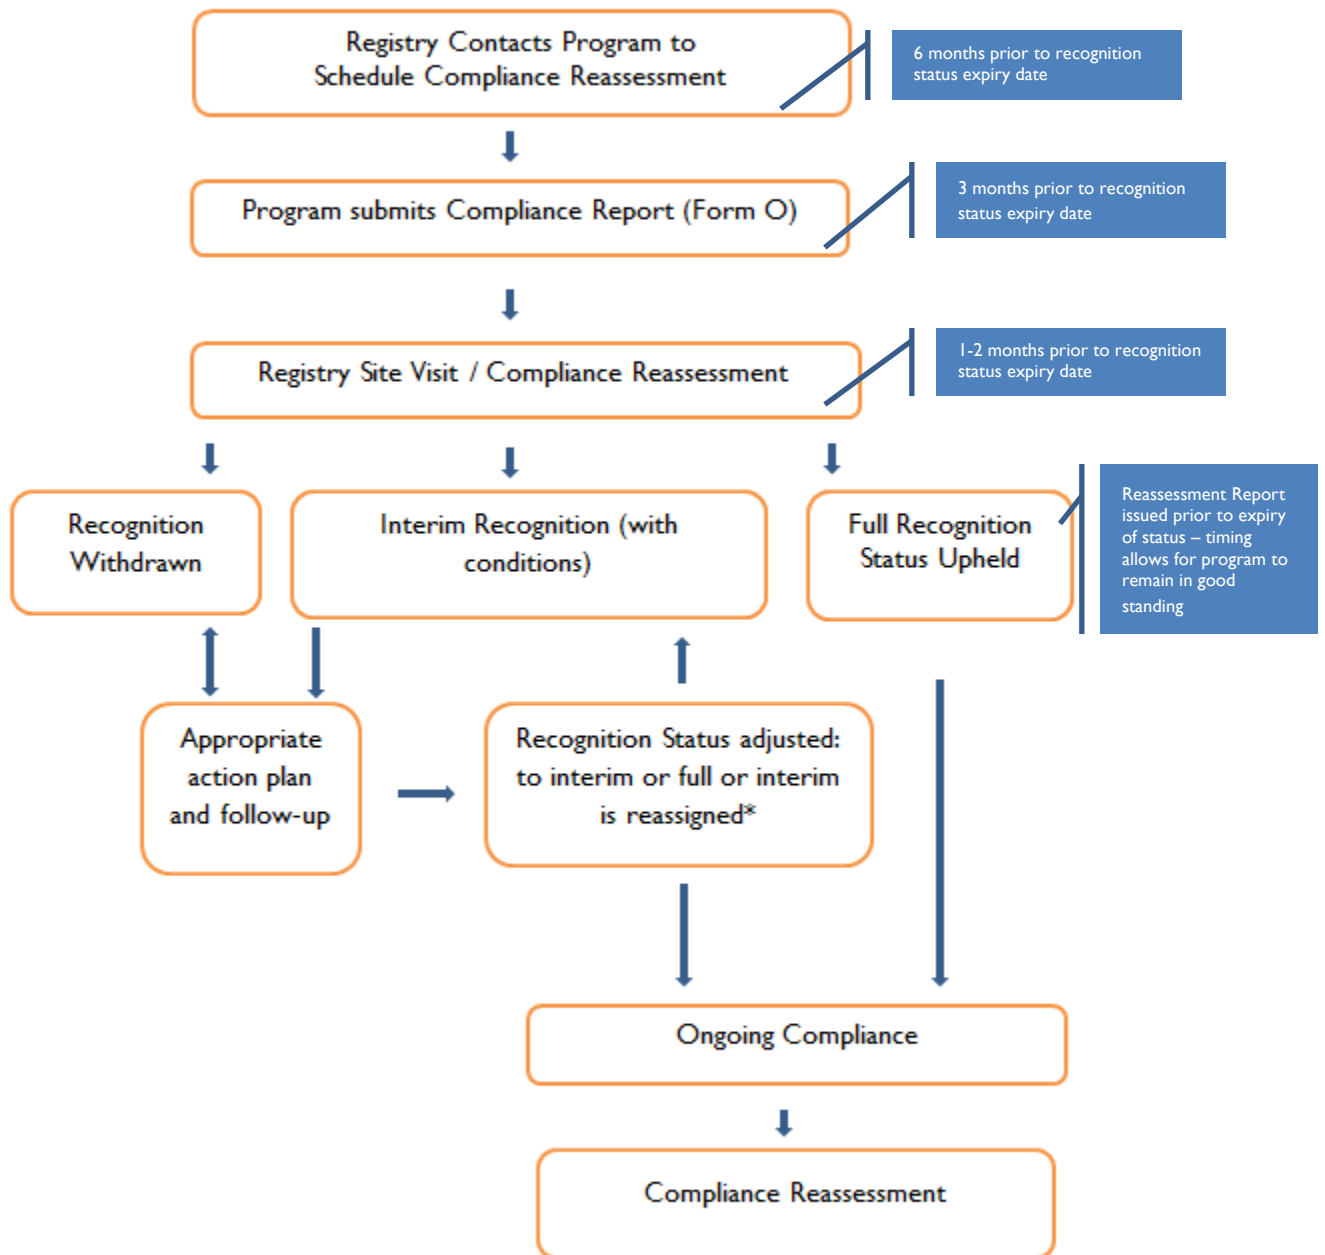 Registry Contacts Program to
Schedule Compliance Reassessment
6 months prior to recognition
status expiry date
Program submits Compliance Report (Form O)
3 months prior to recognition
status expiry date
Registry Site Visit / Compliance Reassessment
1-2 months prior to recognition
status expiry date
Recognition
Withdrawn
Interim Recognition (with
conditions)
Full Recognition
Status Upheld
Reassessment Report
issued prior to expiry
of status – timing
allows for program to
remain in good
standing
Appropriate
action plan
and follow-up
Recognition Status adjusted:
to interim or full or interim
is reassigned*
Ongoing Compliance
Compliance Reassessment